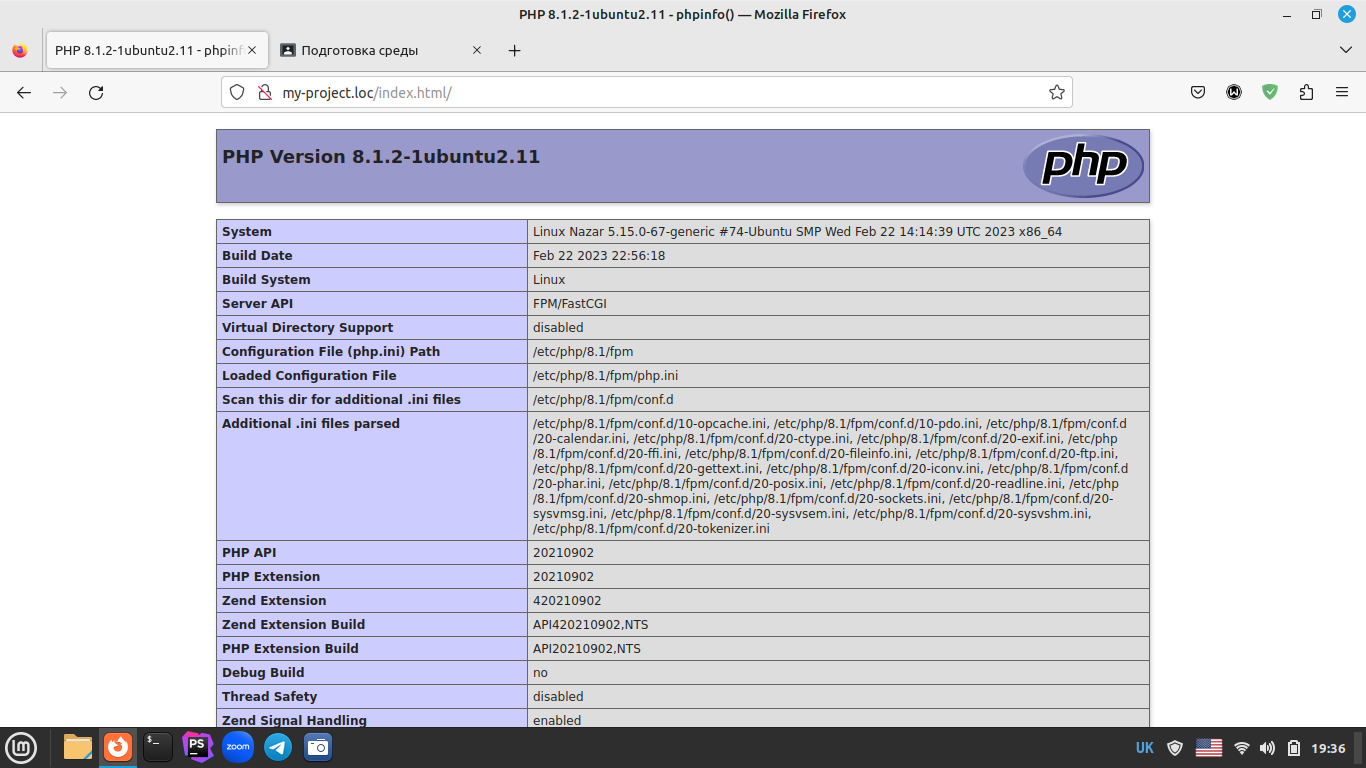 PHP 8.1.2-1ubuntu2.11 - phpinfo() — Mozilla Firefox
PHP 8.1.2-1ubuntu2.11 - phpinf
Подготовка среды
my-project.loc/index.html/
PHP Version 8.1.2-1ubuntu2.11
php
System Linux Nazar 5.15.0-67-generic #74-Ubuntu SMP Wed Feb 22 14:14:39 UTC 2023 x86_64
Build Date Feb 22 2023 22:56:18
Build System Linux
Server API FPM/FastCGI
Virtual Directory Support disabled
Configuration File (php.ini) Path /etc/php/8.1/fpm
Loaded Configuration File /etc/php/8.1/fpm/php.ini
Scan this dir for additional .ini files /etc/php/8.1/fpm/conf.d
Additional .ini files parsed /etc/php/8.1/fpm/conf.d/10-opcache.ini, /etc/php/8.1/fpm/conf.d/10-pdo.ini, /etc/php/8.1/fpm/conf.d
/20-calendar.ini, /etc/php/8.1/fpm/conf.d/20-ctype.ini, /etc/php/8.1/fpm/conf.d/20-exif.ini, /etc/php
/8.1/fpm/conf.d/20-ffi.ini, /etc/php/8.1/fpm/conf.d/20-fileinfo.ini, /etc/php/8.1/fpm/conf.d/20-ftp.ini,
/etc/php/8.1/fpm/conf.d/20-gettext.ini, /etc/php/8.1/fpm/conf.d/20-iconv.ini, /etc/php/8.1/fpm/conf.d
/20-phar.ini, /etc/php/8.1/fpm/conf.d/20-posix.ini, /etc/php/8.1/fpm/conf.d/20-readline.ini, /etc/php
/8.1/fpm/conf.d/20-shmop.ini, /etc/php/8.1/fpm/conf.d/20-sockets.ini, /etc/php/8.1/fpm/conf.d/20-
sysvmsg.ini, /etc/php/8.1/fpm/conf.d/20-sysvsem.ini, /etc/php/8.1/fpm/conf.d/20-sysvshm.ini,
/etc/php/8.1/fpm/conf.d/20-tokenizer.ini
PHP API 20210902
PHP Extension 20210902
Zend Extension 420210902
Zend Extension Build API420210902,NTS
PHP Extension Build API20210902,NTS
Debug Build no
Thread Safety disabled
Zend Signal Handling enabled
PS
zoom
UK
19:36